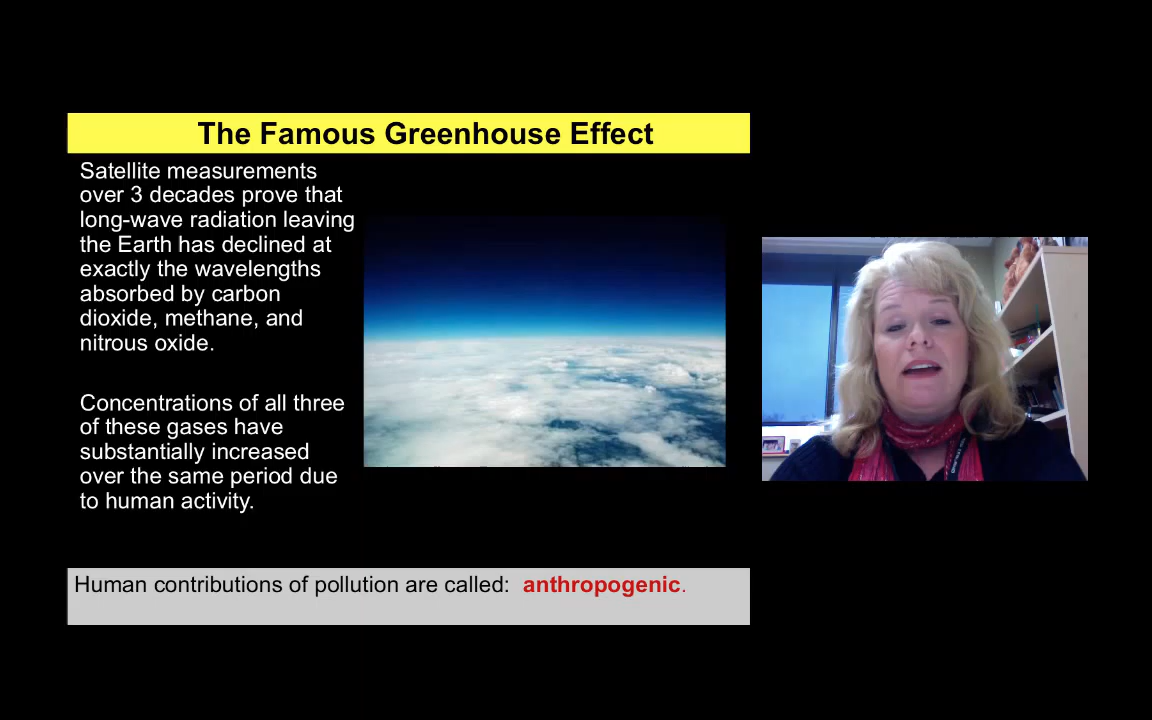 The Famous Greenhouse Effect
Satellite measurements
over 3 decades prove that
long-wave radiation leaving
the Earth has declined at
exactly the wavelengths
absorbed by carbon
dioxide, methane, and
nitrous oxide.
Concentrations of all three
of these gases have
substantially increased
over the same period due
to human activity.
Human contributions of pollution are called: anthropogenic.